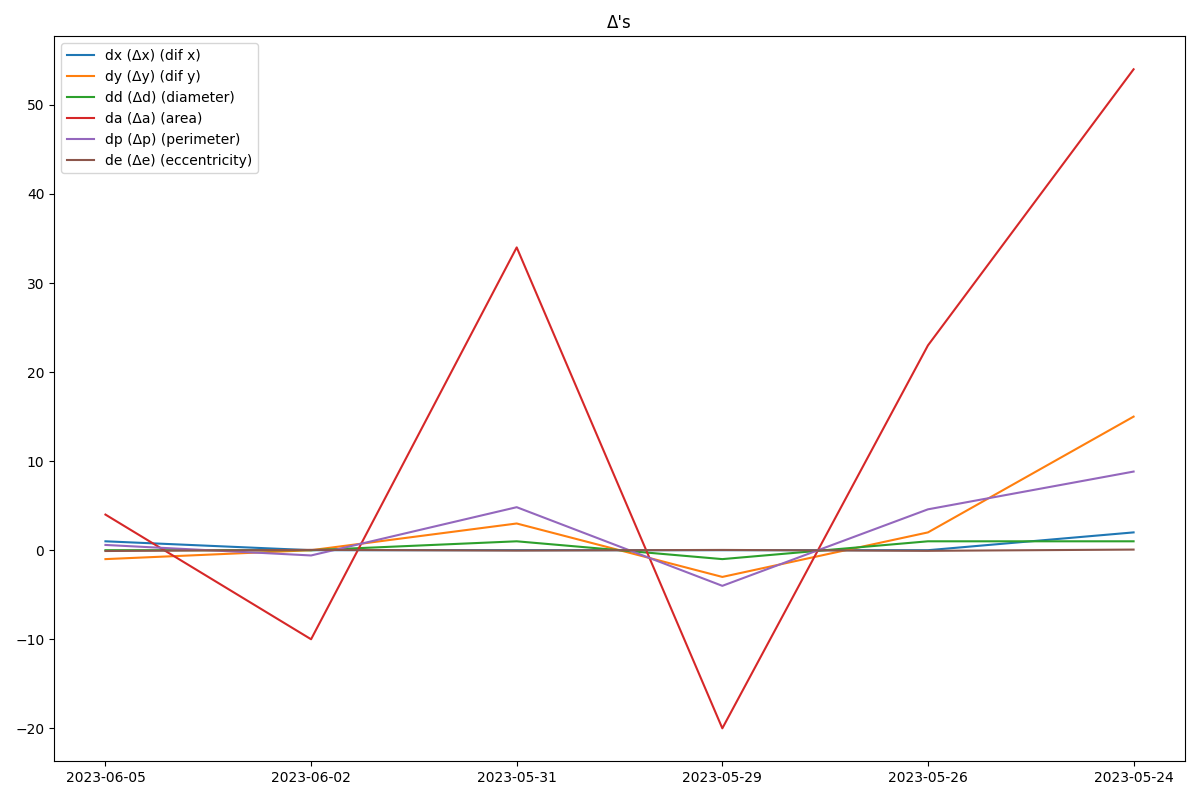 Δ's
dx (Δx) (dif x)
dy (Δy) (dif y)
dd (Δd) (diameter)
da (Δa) (area)
dp (Δp) (perimeter)
de (Δe) (eccentricity)
50
40
30
20
10
0
−10
−20
2023-06-05 2023-06-02 2023-05-31 2023-05-29 2023-05-26 2023-05-24